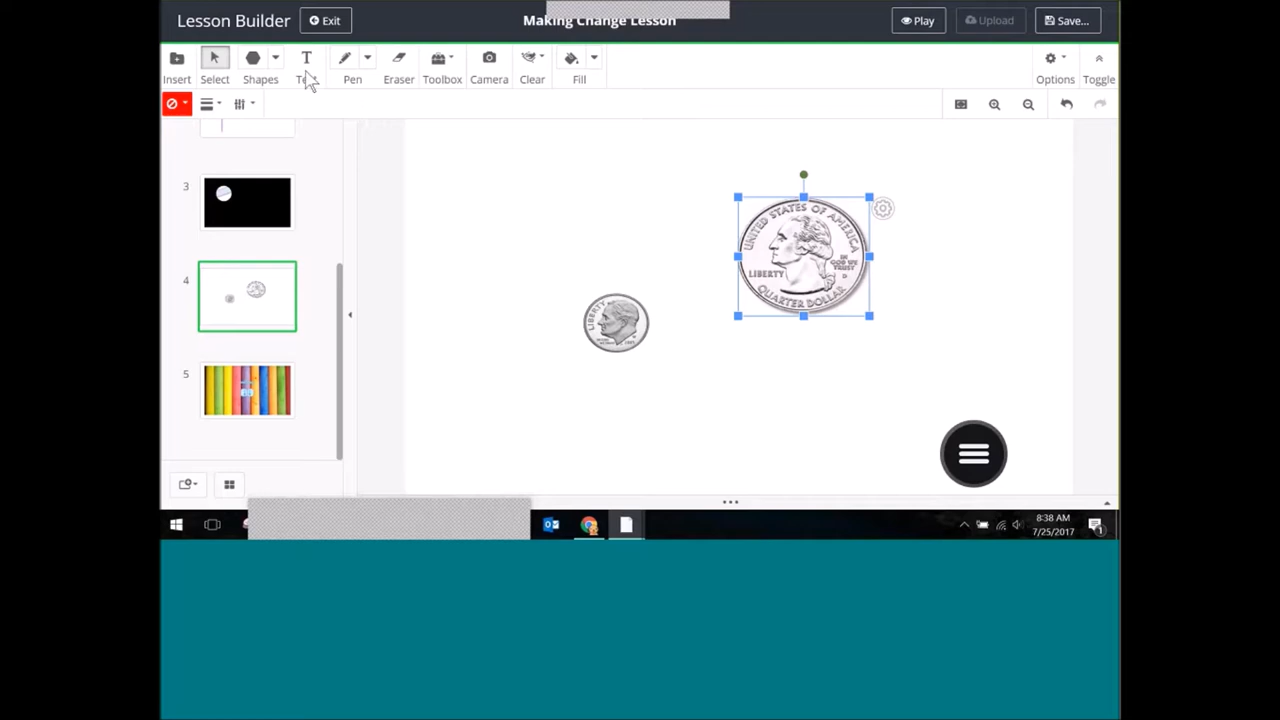 Lesson Builder Exit Making Change Lesson Play Upload Save...
Insert Select Shapes Pen Eraser Toolbox Camera Clear Fill Options Toggle
3
4
5
UNITED STATES OF AMERICA
LIBERTY
IN
GOD WE
TRUST
D
QUARTER DOLLAR
LIBERTY
8:38 AM
7/25/2017
1